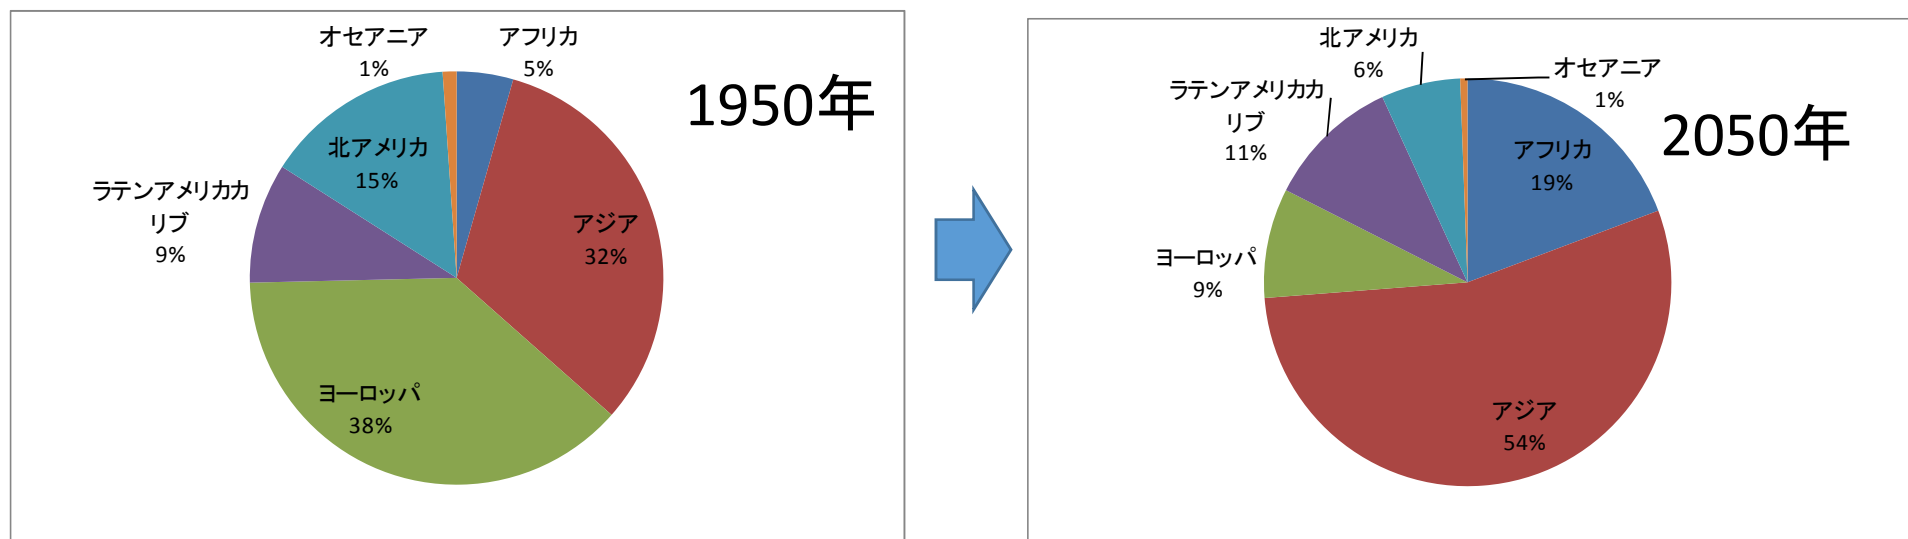 1950年
オセアニア
1%
アフリカ
5%
北アメリカ
15%
アジア
32%
ラテンアメリカカ
リブ
9%
ヨーロッパ
38%
2050年
北アメリカ
6%
オセアニア
1%
ラテンアメリカカ
リブ
11%
アフリカ
19%
ヨーロッパ
9%
アジア
54%